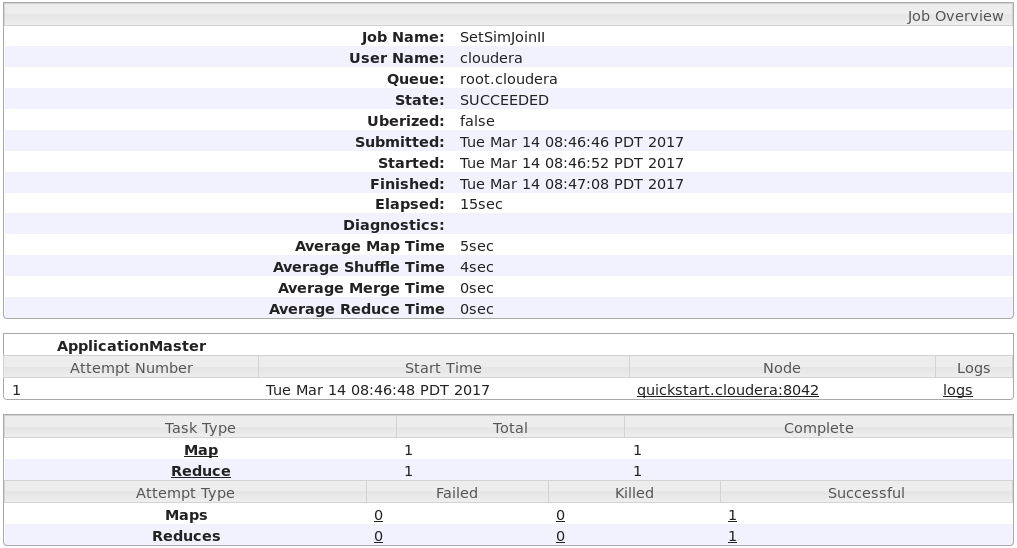 Job Overview
Job Name: SetSimJoinII
User Name: cloudera
Queue: root.cloudera
State: SUCCEEDED
Uberized: false
Submitted: Tue Mar 14 08:46:46 PDT 2017
Started: Tue Mar 14 08:46:52 PDT 2017
Finished: Tue Mar 14 08:47:08 PDT 2017
Elapsed: 15sec
Diagnostics:
Average Map Time 5sec
Average Shuffle Time 4sec
Average Merge Time 0sec
Average Reduce Time 0sec
ApplicationMaster
Attempt Number Start Time Node Logs
1 Tue Mar 14 08:46:48 PDT 2017 quickstart.cloudera:8042 logs
Task Type Total Complete
Map 1 1
Reduce 1 1
Attempt Type Failed Killed Successful
Maps 0 0 1
Reduces 0 0 1